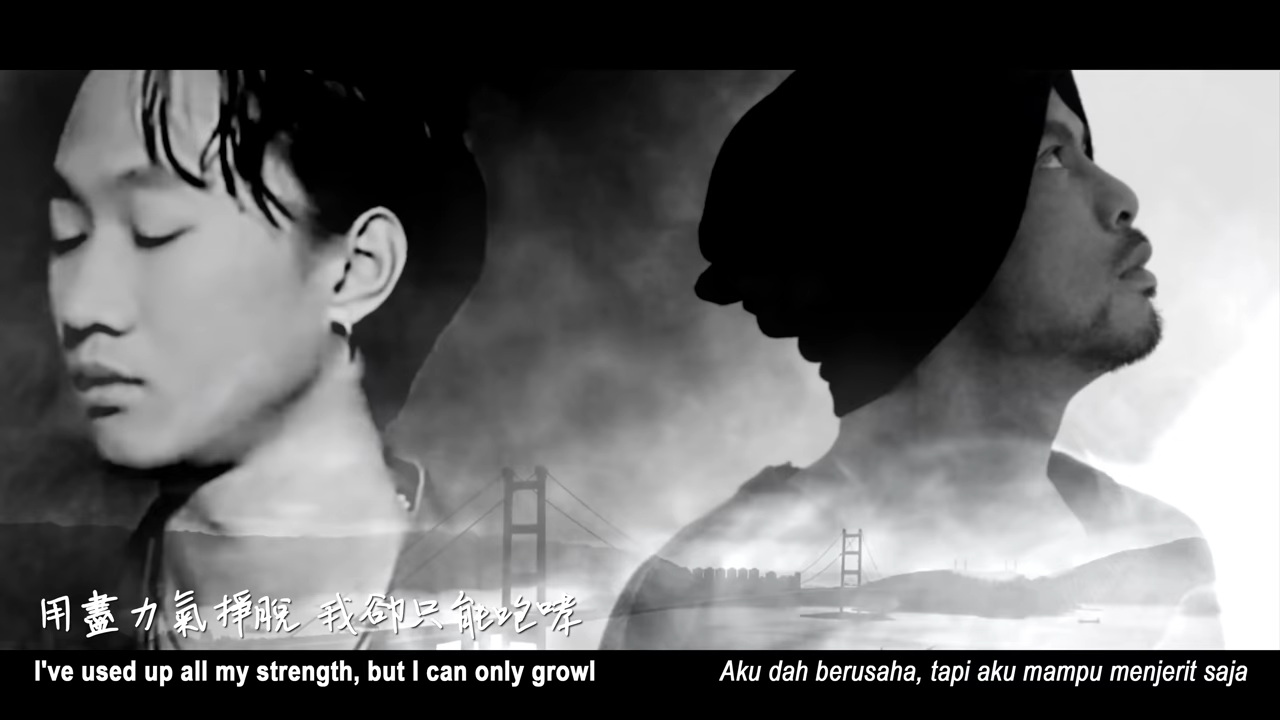 用盡力氣掙脫 我卻只能咆哮
I've used up all my strength, but I can only growl
Aku dah berusaha, tapi aku mampu menjerit saja